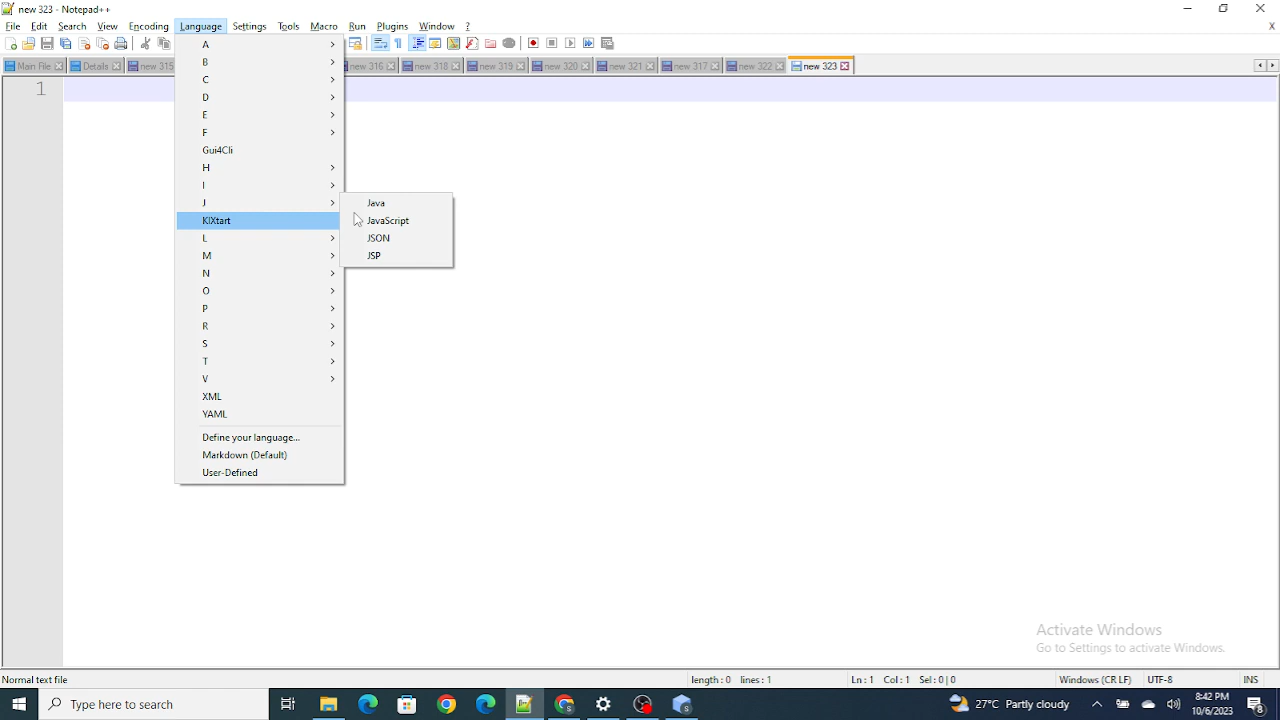 new 323 - Notepad++
File Edit Search View Encoding Language Settings Tools Macro Run Plugins Window ? X
Main File Details new 315 new 316 new 318 new 319 new 320 new 321 new 317 new 322 new 323
1
A
B
C
D
E
F
Gui4Cli
H
I
J
KIXtart
L
M
N
O
P
R
S
T
V
XML
YAML
Define your language...
Markdown (Default)
User-Defined
Java
JavaScript
JSON
JSP
Activate Windows
Go to Settings to activate Windows.
Normal text file length : 0 lines : 1 Ln : 1 Col : 1 Sel : 0 | 0 Windows (CR LF) UTF-8 INS
Type here to search 27°C Partly cloudy 8:42 PM
10/6/2023 8